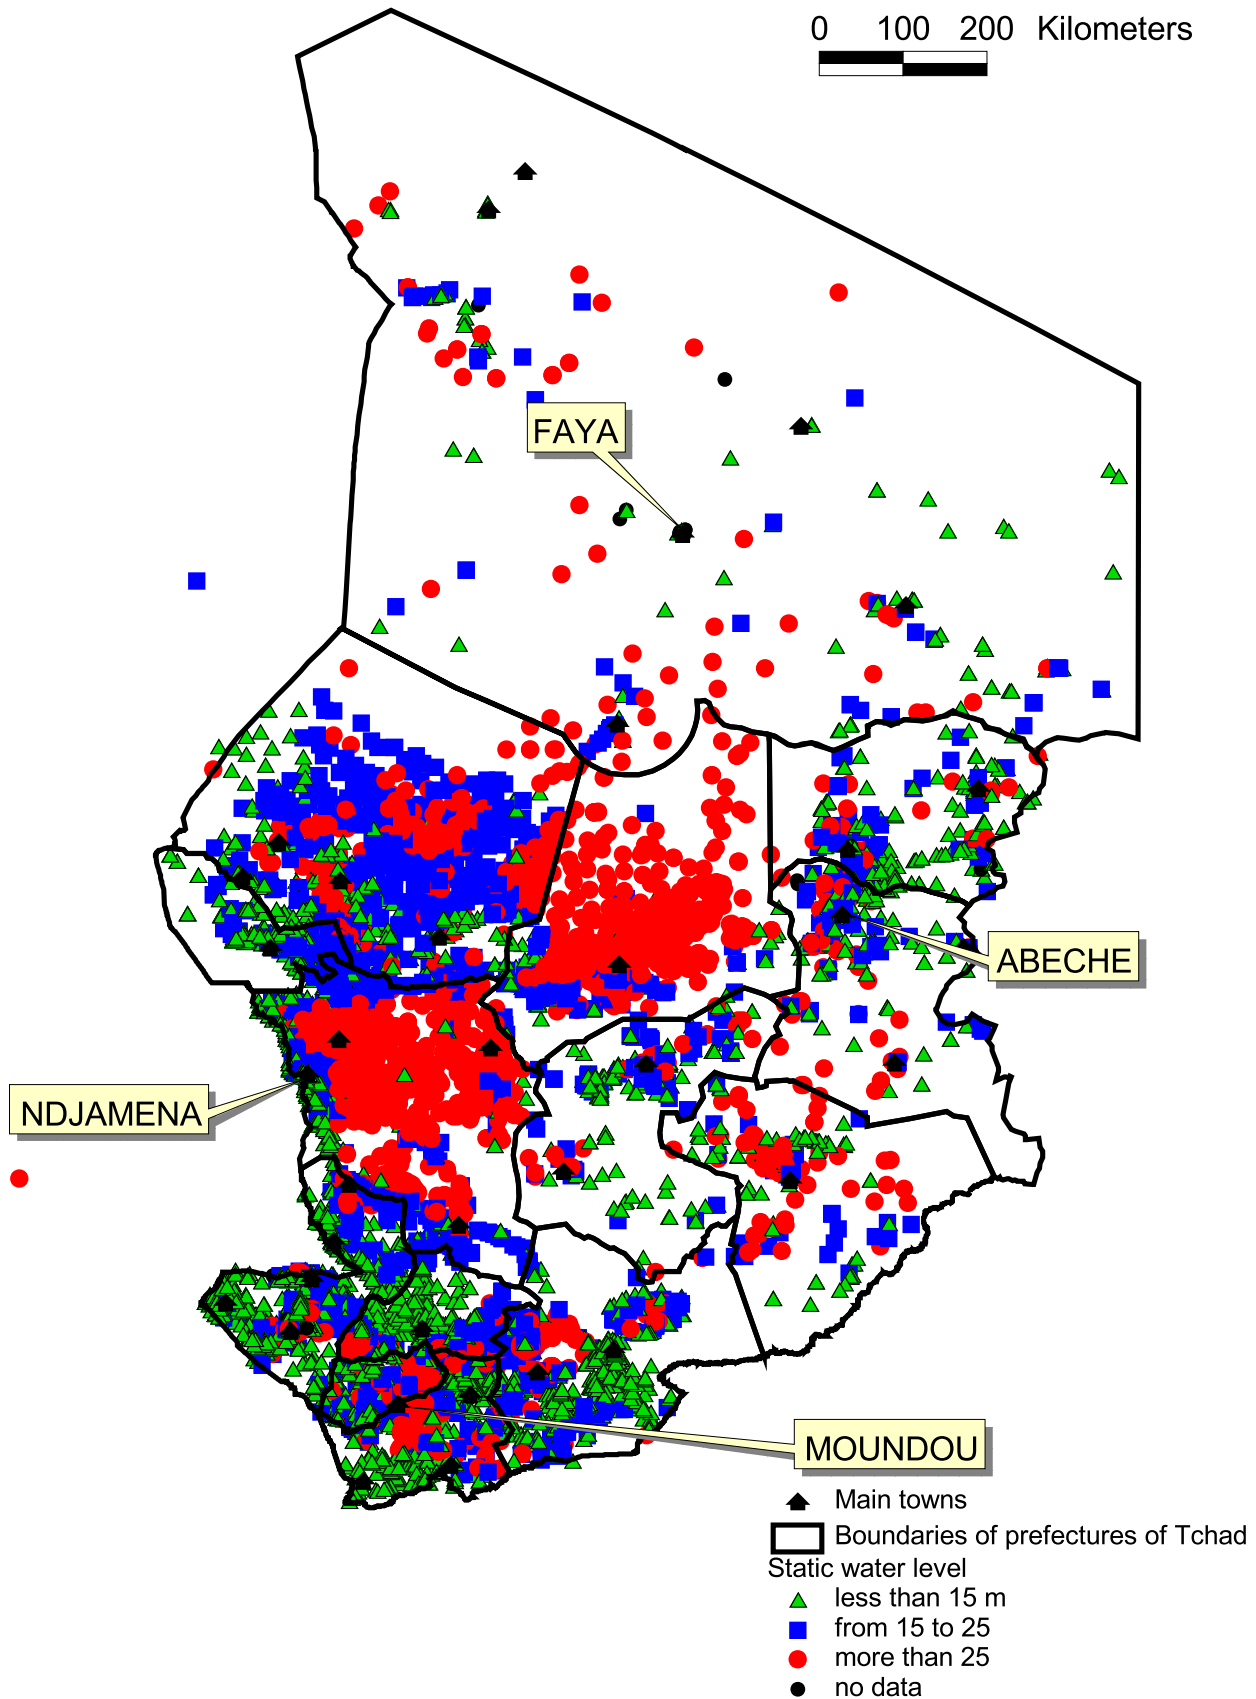 0 100 200 Kilometers
FAYA
ABECHE
NDJAMENA
MOUNDOU
Main towns
Boundaries of prefectures of Tchad
Static water level
less than 15 m
from 15 to 25
more than 25
no data